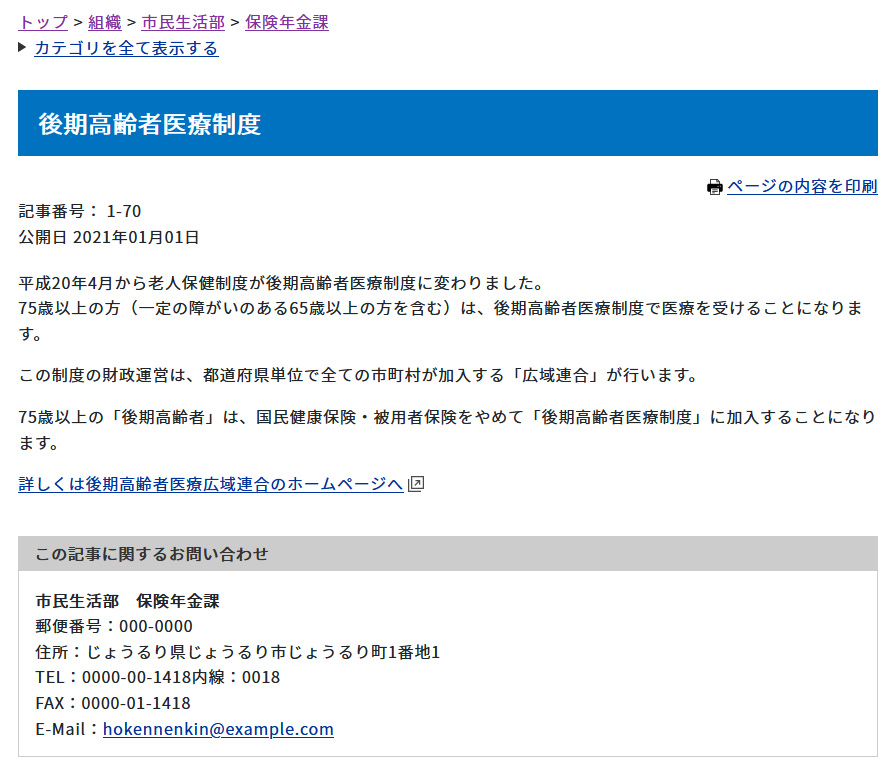 トップ > 組織 > 市民生活部 > 保険年金課
カテゴリを全て表示する
後期高齢者医療制度
ページの内容を印刷
記事番号： 1-70
公開日 2021年01月01日
平成20年4月から老人保健制度が後期高齢者医療制度に変わりました。
75歳以上の方（一定の障がいのある65歳以上の方を含む）は、後期高齢者医療制度で医療を受けることになりま
す。
この制度の財政運営は、都道府県単位で全ての市町村が加入する「広域連合」が行います。
75歳以上の「後期高齢者」は、国民健康保険・被用者保険をやめて「後期高齢者医療制度」に加入することになり
ます。
詳しくは後期高齢者医療広域連合のホームページへ
この記事に関するお問い合わせ
市民生活部　保険年金課
郵便番号：000-0000
住所：じょうるり県じょうるり市じょうるり町1番地1
TEL：0000-00-1418内線：0018
FAX：0000-01-1418
E-Mail：hokennenkin@example.com